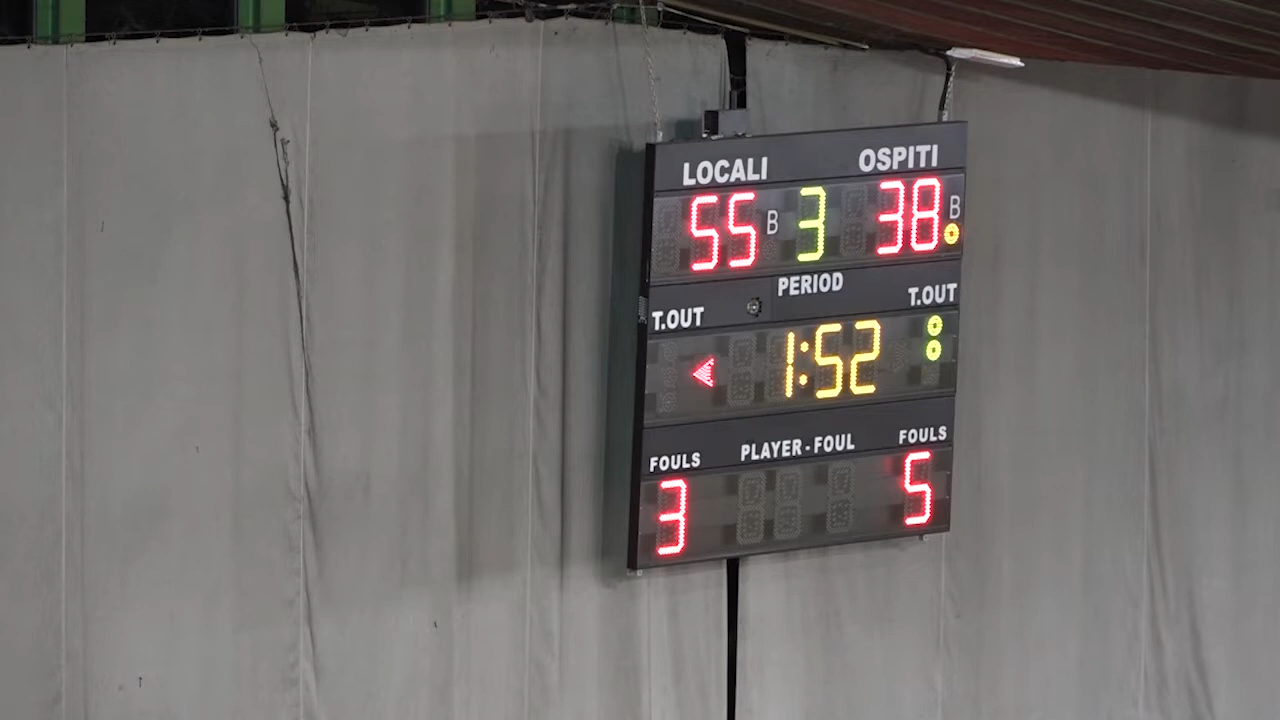 LOCALI OSPITI
55 B 3 38 B
PERIOD
T.OUT T.OUT
1:52
FOULS PLAYER-FOUL FOULS
3 5